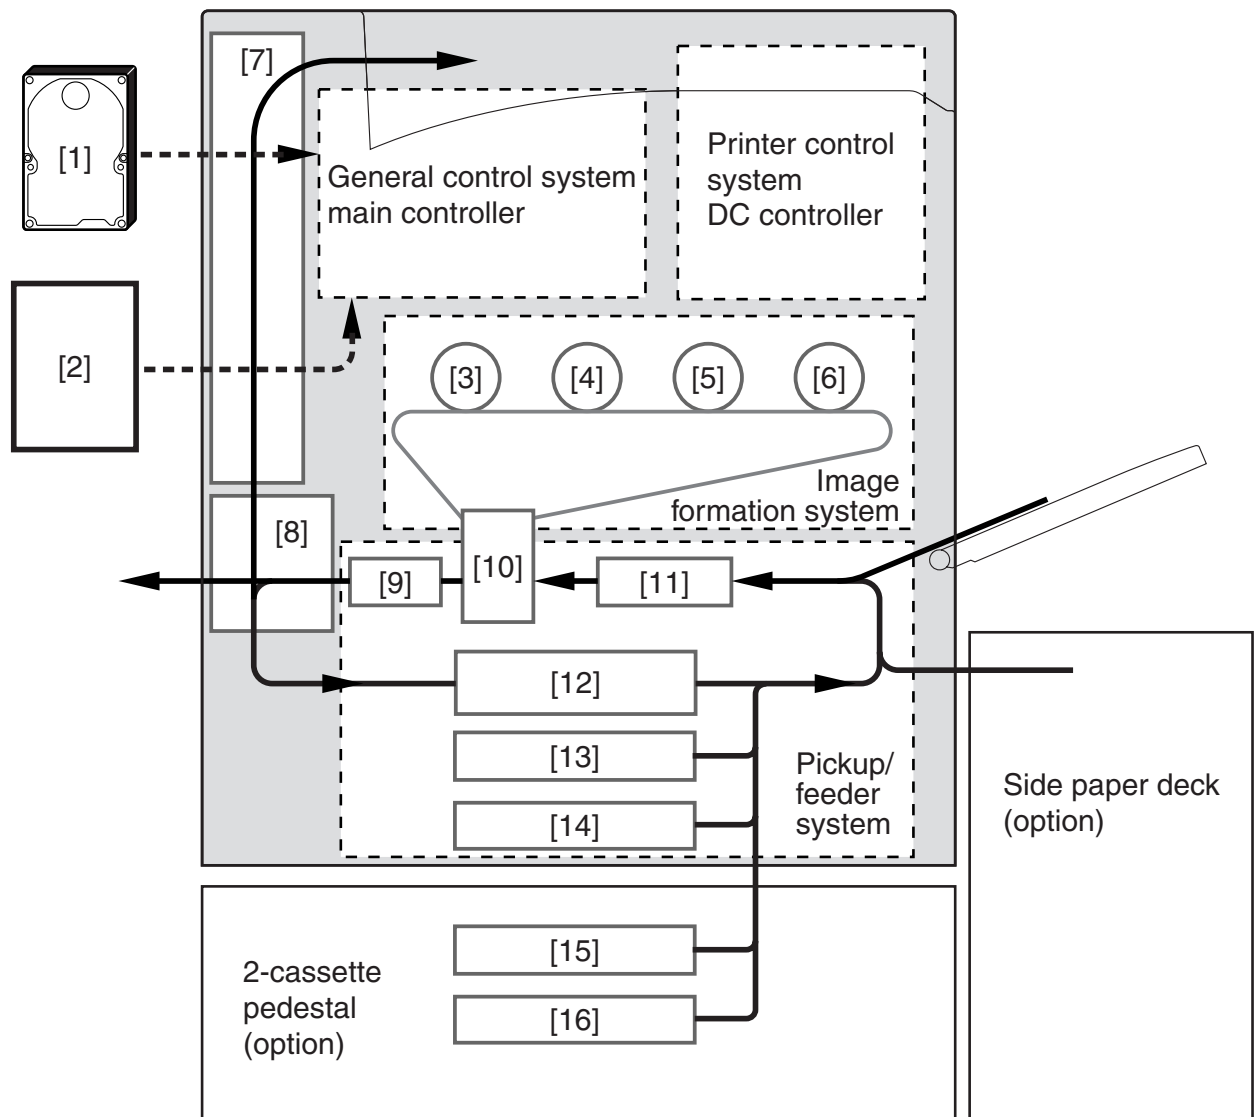 [7]
[1]
General control system
main controller
Printer control
system
DC controller
[2]
[3]
[4]
[5]
[6]
Image
formation system
[8]
[9]
[10]
[11]
[12]
[13]
[14]
Pickup/
feeder
system
Side paper deck
(option)
2-cassette
pedestal
(option)
[15]
[16]